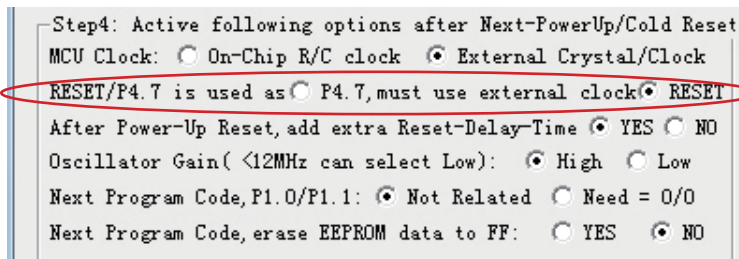 Step4: Active following options after Next-PowerUp/Cold Reset
MCU Clock: On-Chip R/C clock External Crystal/Clock
RESET/P4.7 is used as P4.7,must use external clock RESET
After Power-Up Reset,add extra Reset-Delay-Time YES NO
Oscillator Gain( <12MHz can select Low): High Low
Next Program Code,P1.0/P1.1: Not Related Need = 0/0
Next Program Code,erase EEPROM data to FF: YES NO